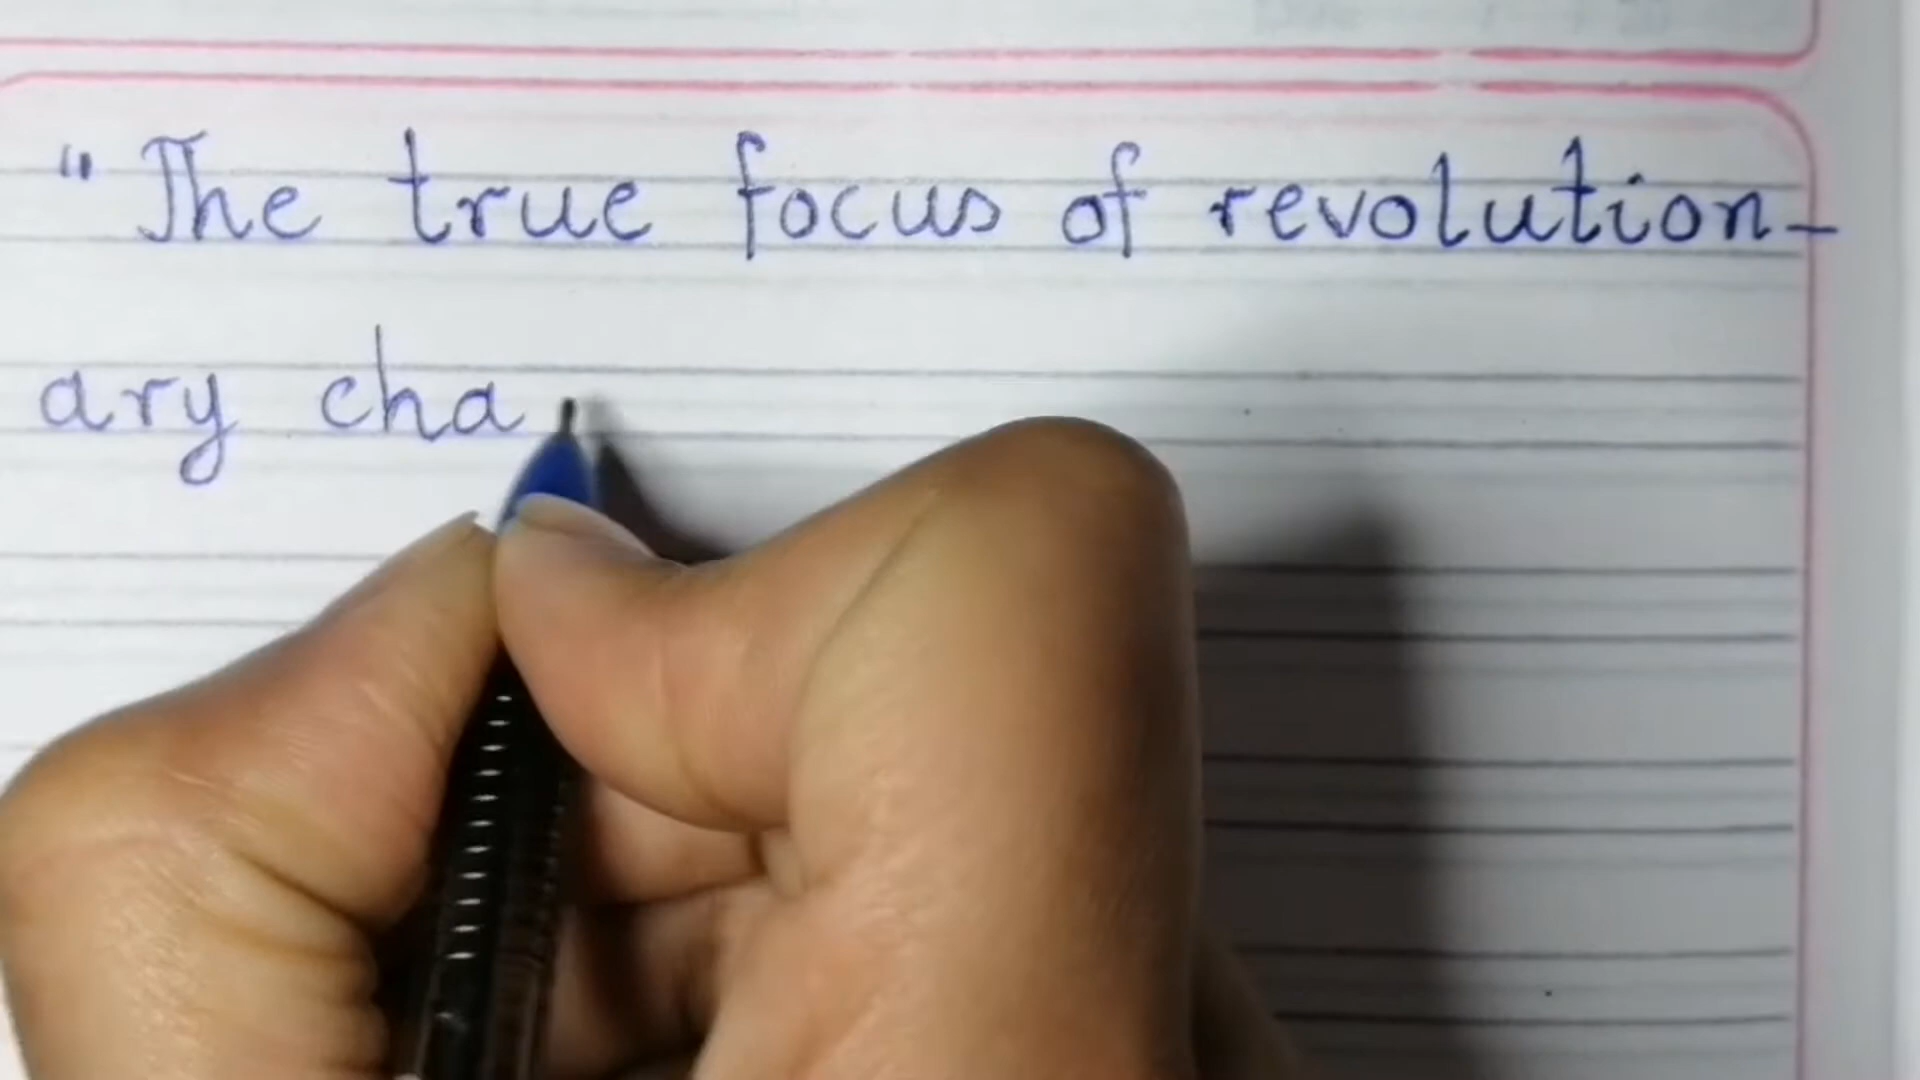 "The true focus of revolution-
ary cha